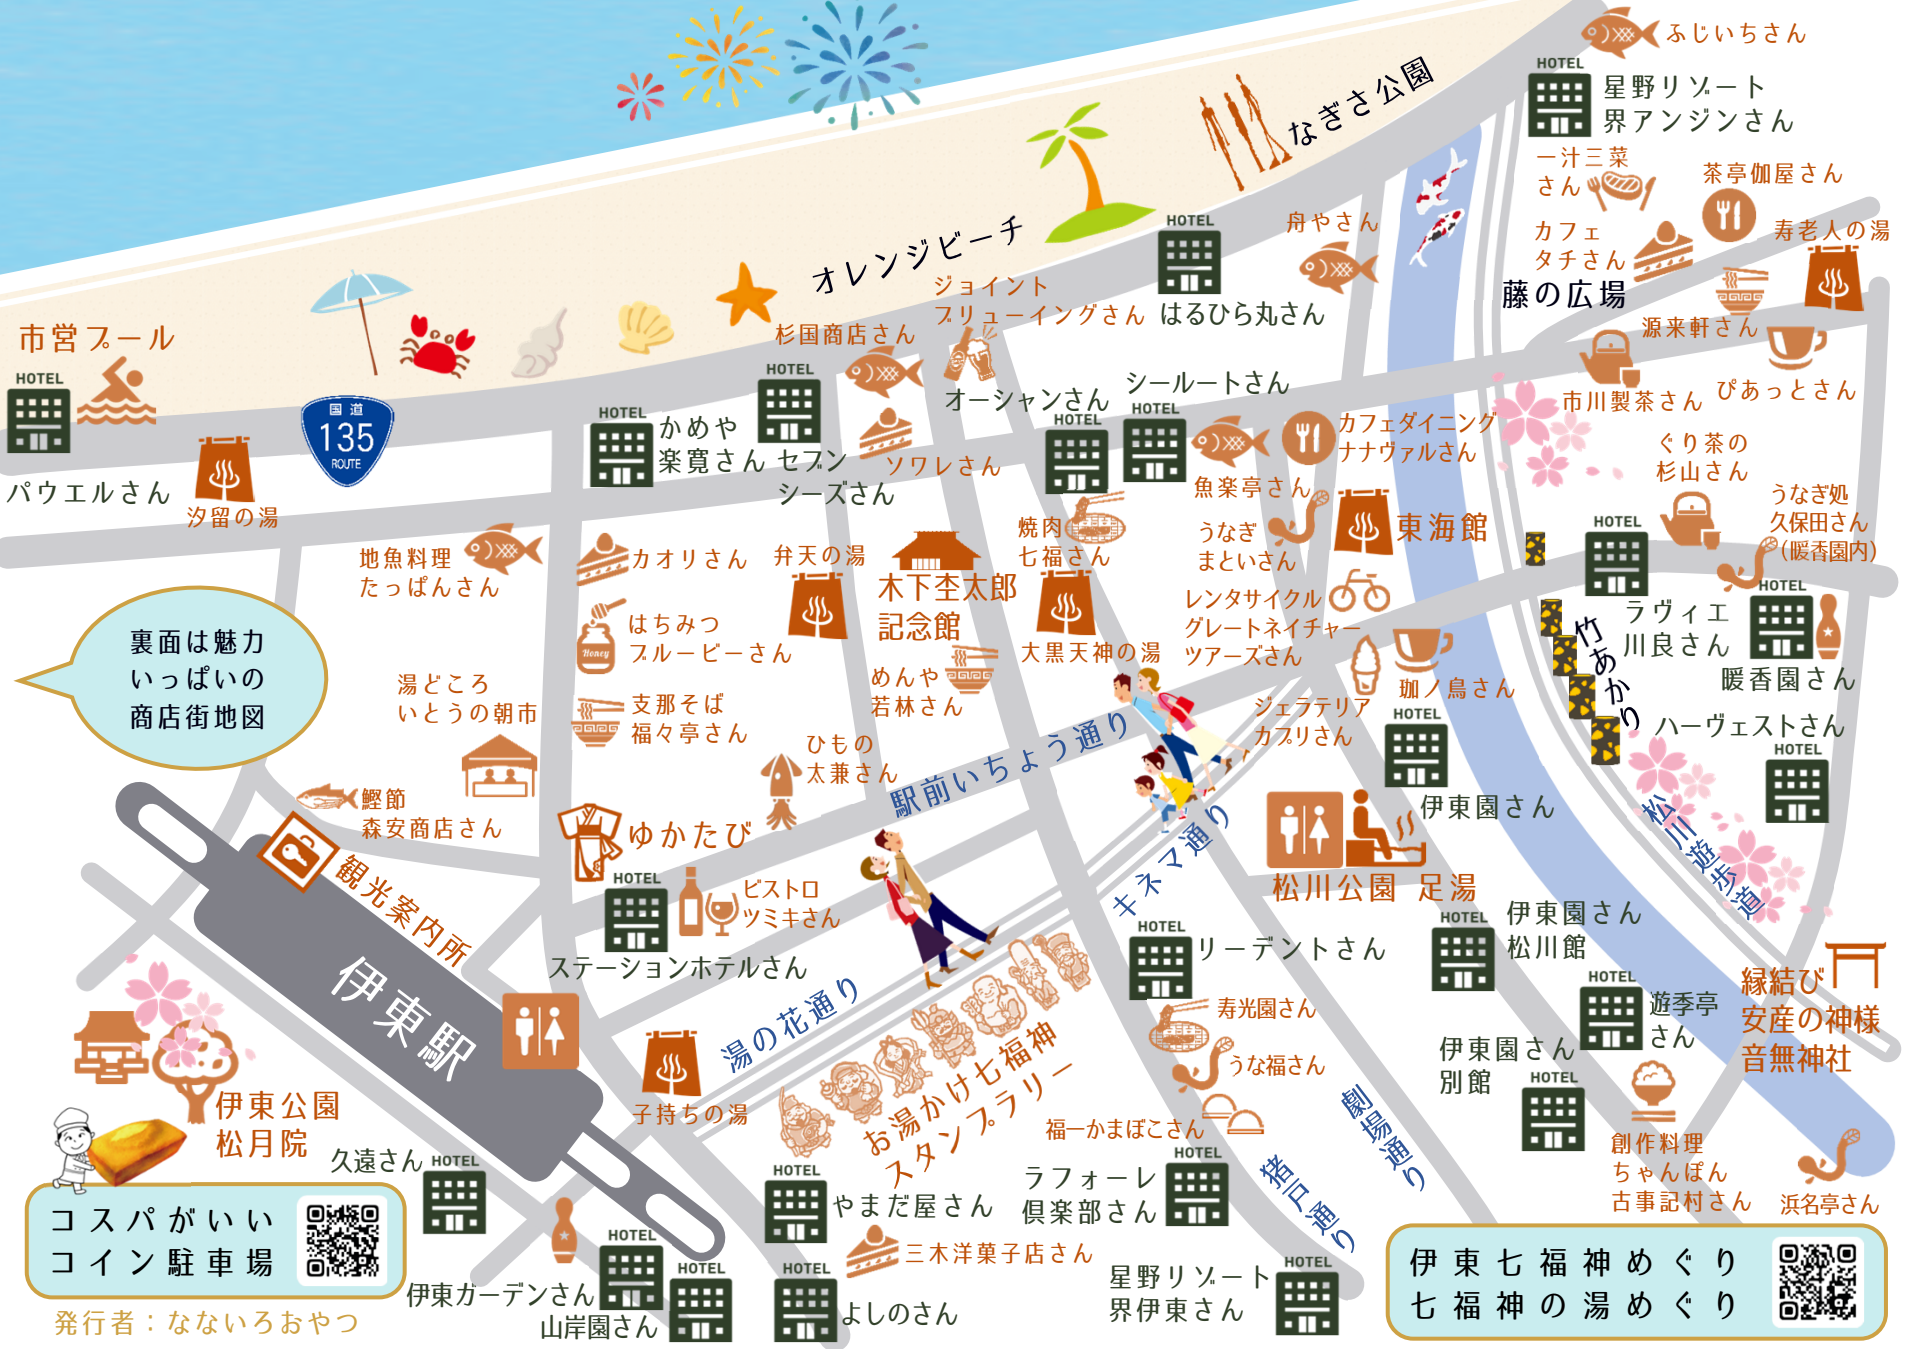 ふじいちさん
HOTEL
星野リゾート
界アンジンさん
なぎさ公園
一汁三菜
さん
茶亭伽屋さん
カフェ
タチさん
寿老人の湯
藤の広場
源来軒さん
市川製茶さん
ぴあっとさん
舟やさん
HOTEL
はるひら丸さん
オレンジビーチ
ジョイント
ブリューイングさん
杉国商店さん
市営プール
HOTEL
パウエルさん
汐留の湯
国道
135
ROUTE
HOTEL
かめや
楽寛さん
HOTEL
セブン
シーズさん
ソワレさん
オーシャンさん
HOTEL
シールートさん
HOTEL
カフェダイニング
ナナヴァルさん
魚楽亭さん
うなぎ
まといさん
東海館
ぐり茶の
杉山さん
うなぎ処
久保田さん
(暖香園内)
HOTEL
ラヴィエ
川良さん
HOTEL
暖香園さん
竹あかり
地魚料理
たっぱんさん
カオリさん
弁天の湯
木下杢太郎
記念館
焼肉
七福さん
大黒天神の湯
レンタサイクル
グレートネイチャー
ツアーズさん
Honey
はちみつ
ブルービーさん
めんや
若林さん
裏面は魅力
いっぱいの
商店街地図
湯どころ
いとうの朝市
支那そば
福々亭さん
ひもの
太兼さん
駅前いちょう通り
ジェラテリア
カプリさん
珈ノ鳥さん
HOTEL
伊東園さん
ハーヴェストさん
HOTEL
松川遊歩道
鰹節
森安商店さん
ゆかたび
観光案内所
HOTEL
ステーションホテルさん
ビストロ
ツミキさん
キネマ通り
松川公園 足湯
HOTEL
リーデントさん
HOTEL
伊東園さん
松川館
HOTEL
遊季亭
さん
縁結び
安産の神様
音無神社
伊東駅
湯の花通り
子持ちの湯
お湯かけ七福神
スタンプラリー
寿光園さん
うな福さん
福一かまぼこさん
伊東園さん
別館
HOTEL
劇場通り
猪戸通り
創作料理
ちゃんぽん
古事記村さん
浜名亭さん
伊東公園
松月院
久遠さん
HOTEL
コスパがいい
コイン駐車場
発行者：なないろおやつ
伊東ガーデンさん
HOTEL
山岸園さん
HOTEL
HOTEL
やまだ屋さん
三木洋菓子店さん
HOTEL
よしのさん
ラフォーレ
倶楽部さん
HOTEL
星野リゾート
界伊東さん
HOTEL
伊東七福神めぐり
七福神の湯めぐり